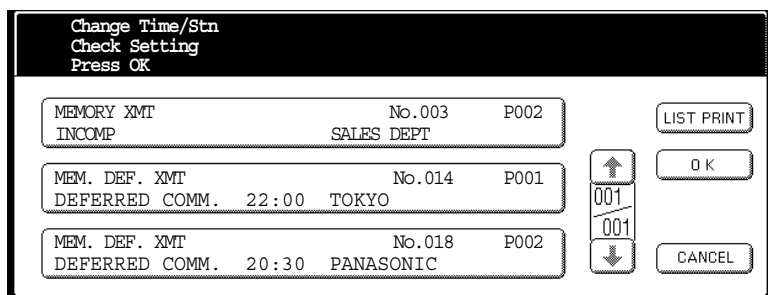 Change Time/Stn
Check Setting
Press OK
MEMORY XMT No.003 P002
INCOMP SALES DEPT
LIST PRINT
MEM. DEF. XMT No.014 P001
DEFERRED COMM. 22:00 TOKYO
OK
001
001
MEM. DEF. XMT No.018 P002
DEFERRED COMM. 20:30 PANASONIC
CANCEL